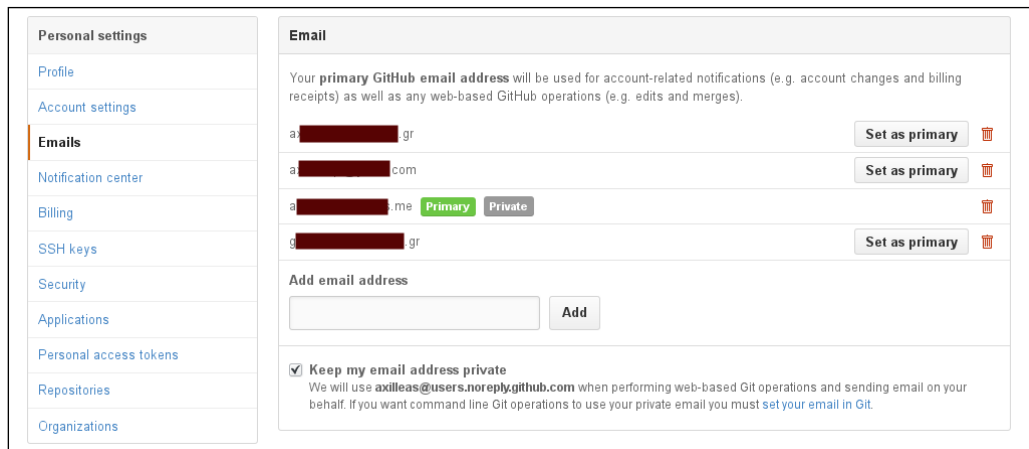 Personal settings
Profile
Account settings
Emails
Notification center
Billing
SSH keys
Security
Applications
Personal access tokens
Repositories
Organizations
Email
Your primary GitHub email address will be used for account-related notifications (e.g. account changes and billing
receipts) as well as any web-based GitHub operations (e.g. edits and merges).
.gr Set as primary
com Set as primary
.me Primary Private
.gr Set as primary
Add email address
Add
Keep my email address private
We will use axilleas@users.noreply.github.com when performing web-based Git operations and sending email on your
behalf. If you want command line Git operations to use your private email you must set your email in Git.